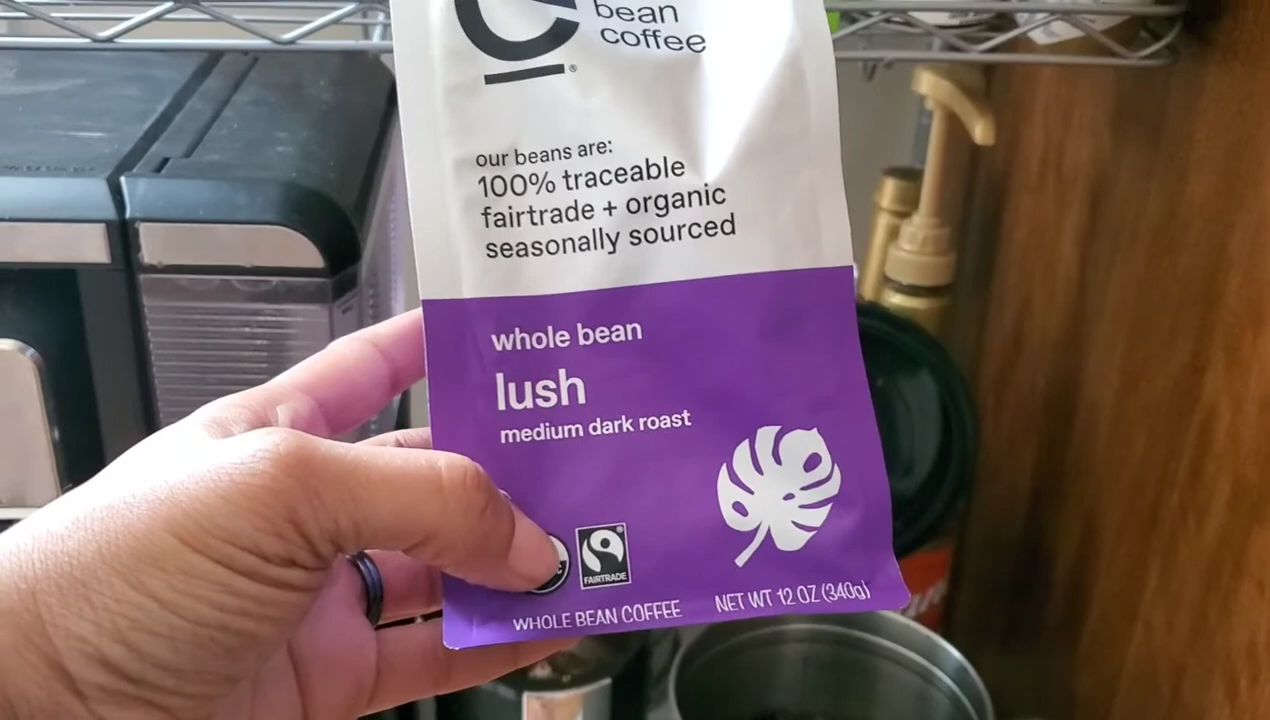 bean
coffee
our beans are:
100% traceable
fairtrade + organic
seasonally sourced
whole bean
lush
medium dark roast
FAIRTRADE
WHOLE BEAN COFFEE
NET WT 12 OZ (340g)